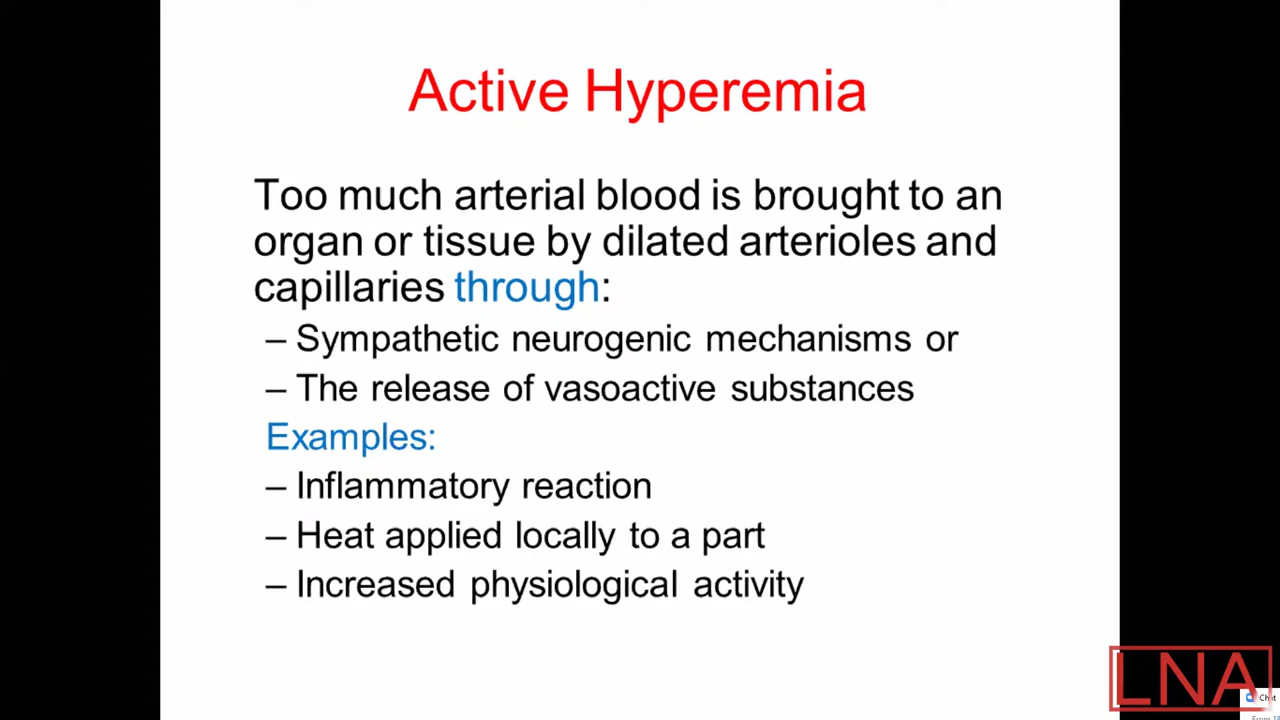 Active Hyperemia
Too much arterial blood is brought to an
organ or tissue by dilated arterioles and
capillaries through:
– Sympathetic neurogenic mechanisms or
– The release of vasoactive substances
Examples:
– Inflammatory reaction
– Heat applied locally to a part
– Increased physiological activity
LNA
Chat